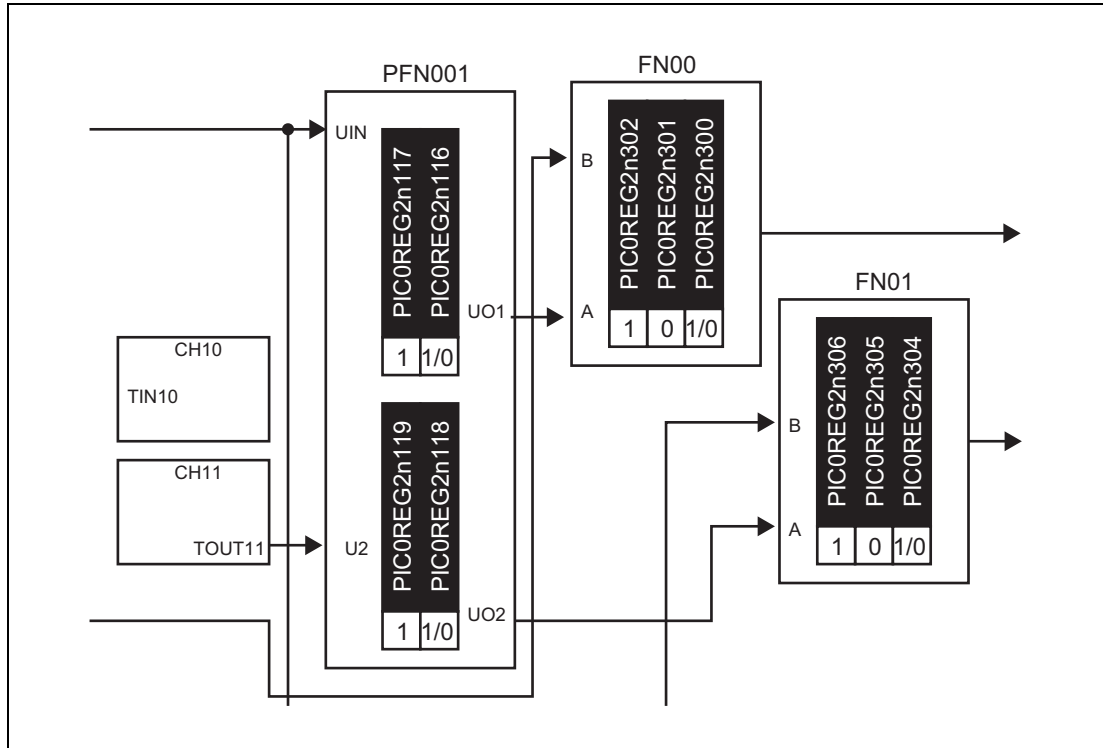 PFN001
UIN
PIC0REG2n117
PIC0REG2n116
1
1/0
UO1
U2
PIC0REG2n119
PIC0REG2n118
1
1/0
UO2
CH10
TIN10
CH11
TOUT11
FN00
B
A
PIC0REG2n302
PIC0REG2n301
PIC0REG2n300
1
0
1/0
FN01
B
A
PIC0REG2n306
PIC0REG2n305
PIC0REG2n304
1
0
1/0